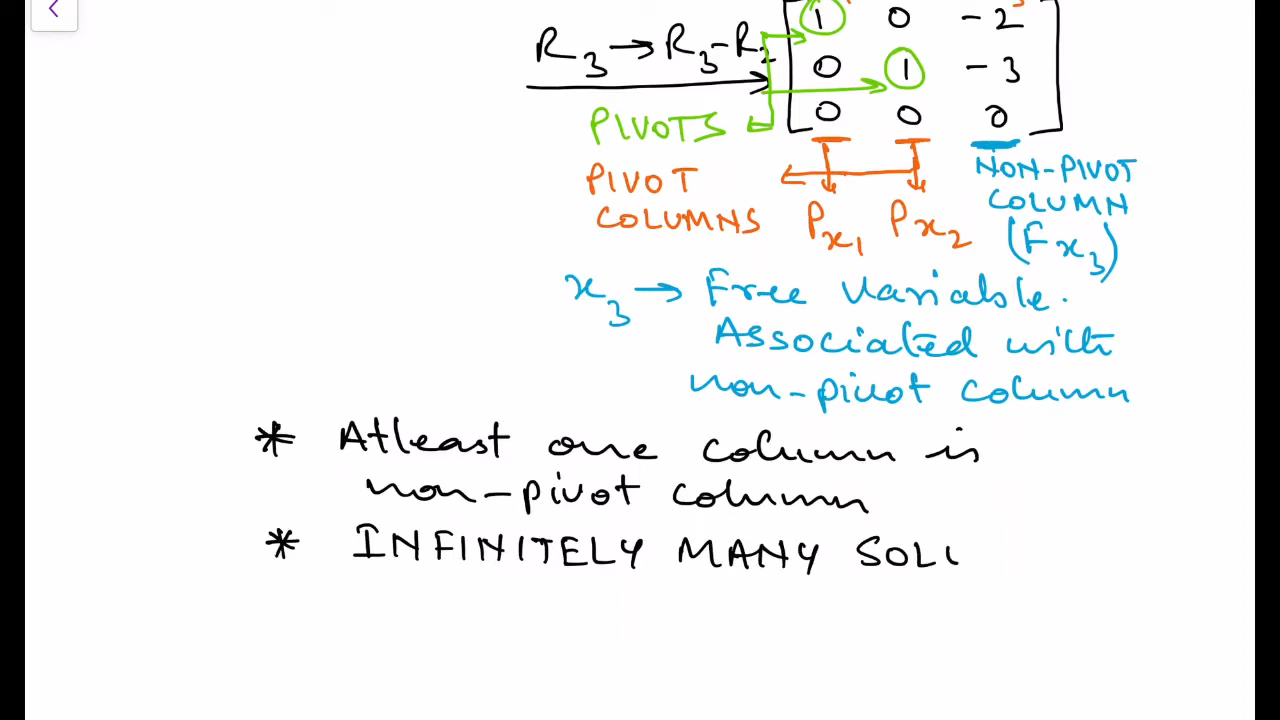 1 0 -2
R3 → R3-R2
0 1 -3
0 0 0
PIVOTS
NON-PIVOT
COLUMN
(Fx3)
PIVOT
COLUMNS
Px1 Px2
x3 → Free Variable.
Associated with
non-pivot column
* Atleast one column is
non-pivot column
* INFINITELY MANY SOLU